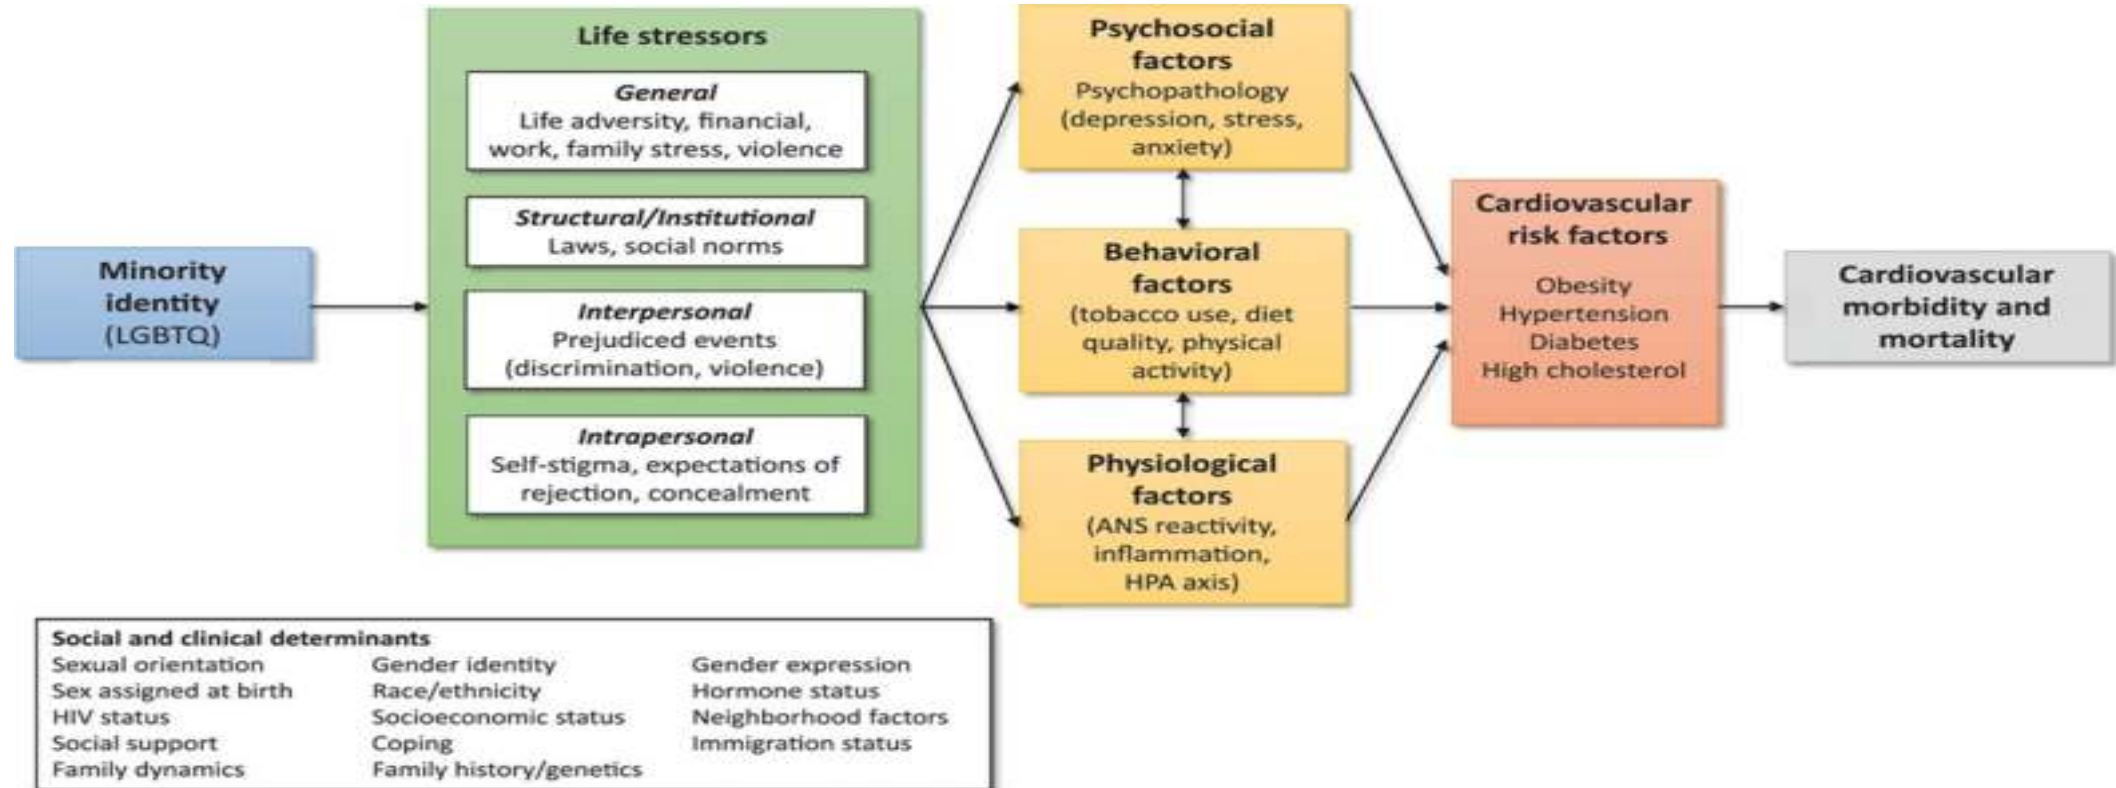 Minority
identity
(LGBTQ)
Life stressors
General
Life adversity, financial,
work, family stress, violence
Structural/Institutional
Laws, social norms
Interpersonal
Prejudiced events
(discrimination, violence)
Intrapersonal
Self-stigma, expectations of
rejection, concealment
Psychosocial
factors
Psychopathology
(depression, stress,
anxiety)
Behavioral
factors
(tobacco use, diet
quality, physical
activity)
Physiological
factors
(ANS reactivity,
inflammation,
HPA axis)
Cardiovascular
risk factors
Obesity
Hypertension
Diabetes
High cholesterol
Cardiovascular
morbidity and
mortality
Social and clinical determinants
Sexual orientation Gender identity Gender expression
Sex assigned at birth Race/ethnicity Hormone status
HIV status Socioeconomic status Neighborhood factors
Social support Coping Immigration status
Family dynamics Family history/genetics